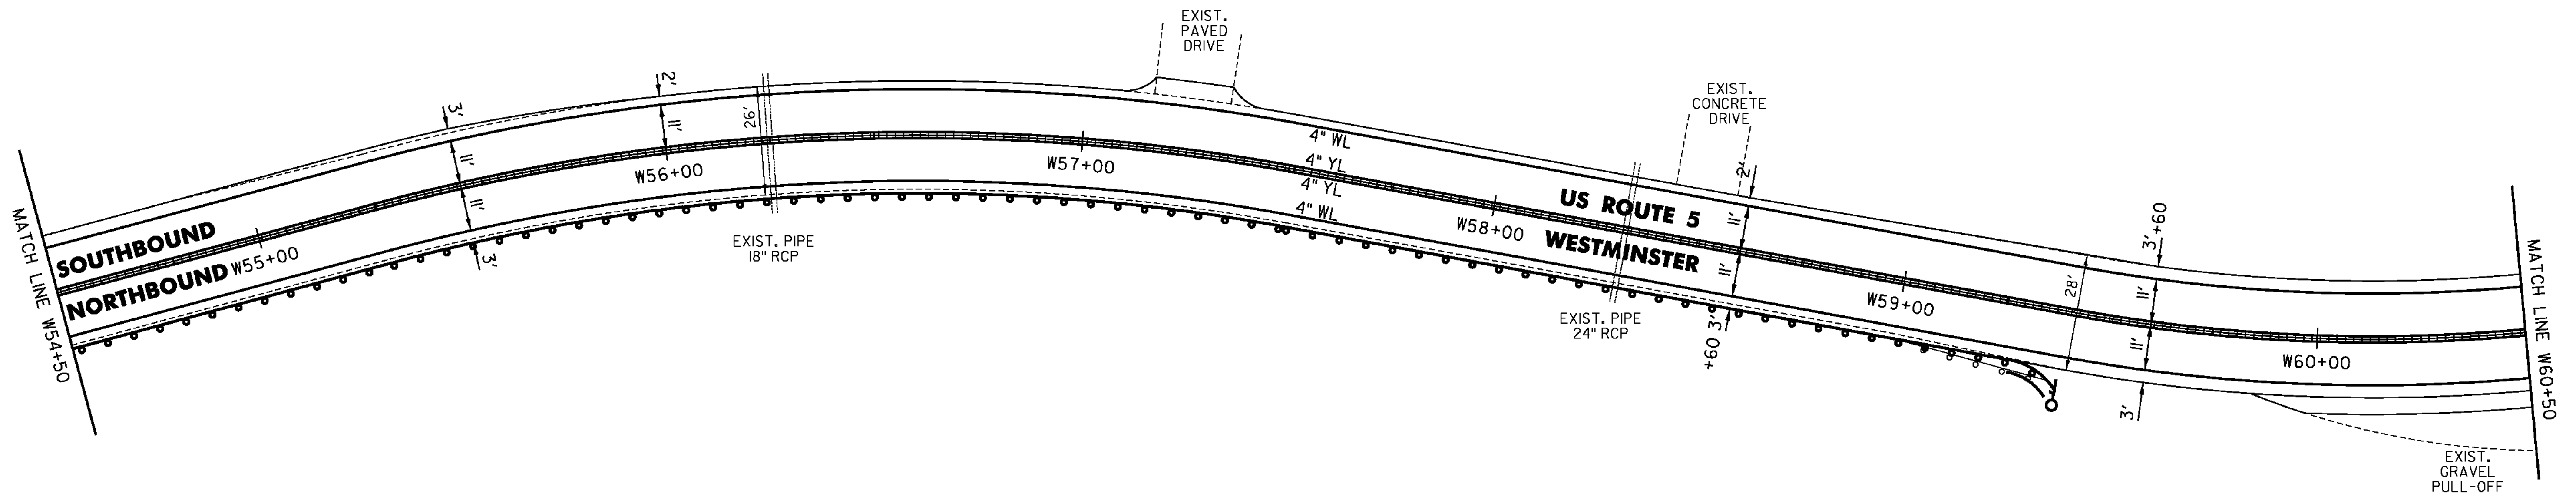 EXIST.
PAVED
DRIVE
EXIST.
CONCRETE
DRIVE
2'
3'
11'
11'
11'
3'
26'
W55+00
W56+00
W57+00
W58+00
W59+00
W60+00
4" WL
4" YL
4" YL
4" WL
SOUTHBOUND
NORTHBOUND
US ROUTE 5
WESTMINSTER
MATCH LINE W54+50
EXIST. PIPE
18" RCP
EXIST. PIPE
24" RCP
2'
11'
11'
+60 3'
28'
3' +60
11'
11'
3'
MATCH LINE W60+50
EXIST.
GRAVEL
PULL-OFF